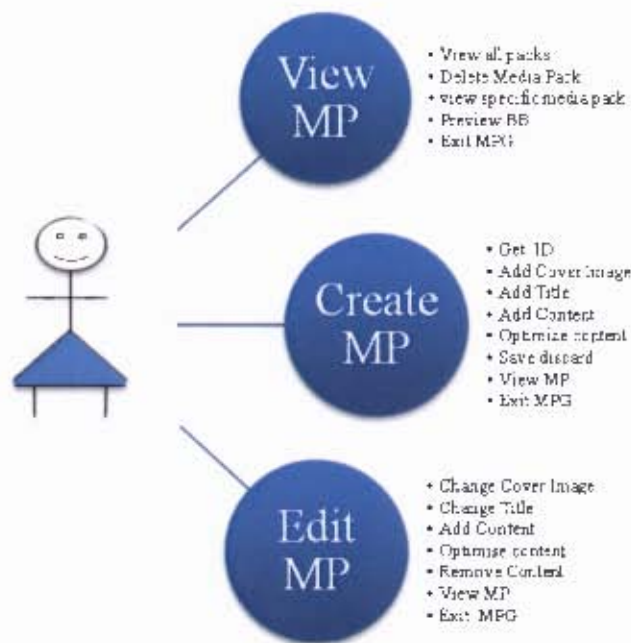 View
MP
• View all packs
• Delete Media Pack
• view specific media pack
• Preview BB
• Exit MPG
Create
MP
• Get ID
• Add Cover Image
• Add Title
• Add Content
• Optimize content
• Save discard
• View MP
• Exit MPG
Edit
MP
• Change Cover Image
• Change Title
• Add Content
• Optimise content
• Remove Content
• View MP
• Exit MPG